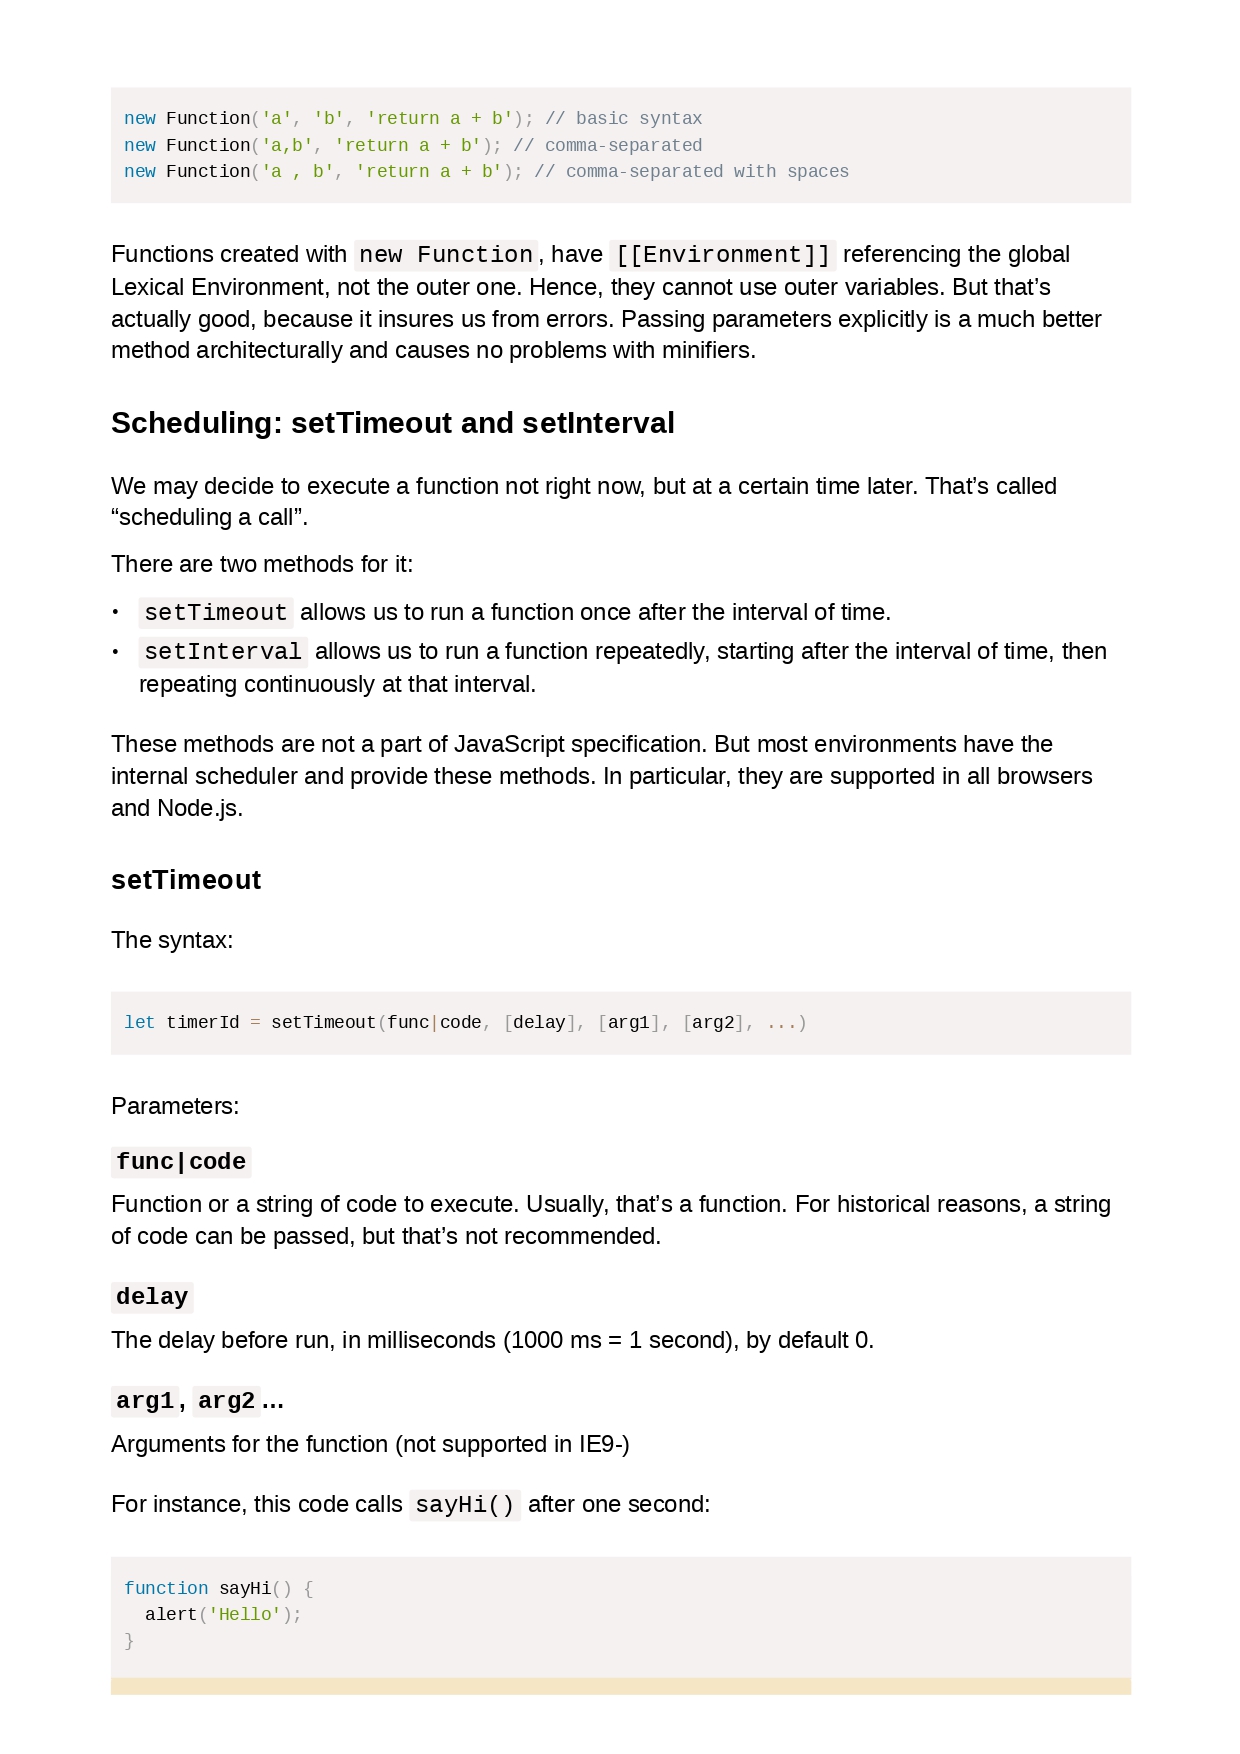 new Function('a', 'b', 'return a + b'); // basic syntax
new Function('a,b', 'return a + b'); // comma-separated
new Function('a , b', 'return a + b'); // comma-separated with spaces
Functions created with new Function, have [[Environment]] referencing the global
Lexical Environment, not the outer one. Hence, they cannot use outer variables. But that’s
actually good, because it insures us from errors. Passing parameters explicitly is a much better
method architecturally and causes no problems with minifiers.
Scheduling: setTimeout and setInterval
We may decide to execute a function not right now, but at a certain time later. That’s called
“scheduling a call”.
There are two methods for it:
• setTimeout allows us to run a function once after the interval of time.
• setInterval allows us to run a function repeatedly, starting after the interval of time, then
repeating continuously at that interval.
These methods are not a part of JavaScript specification. But most environments have the
internal scheduler and provide these methods. In particular, they are supported in all browsers
and Node.js.
setTimeout
The syntax:
let timerId = setTimeout(func|code, [delay], [arg1], [arg2], ...)
Parameters:
func|code
Function or a string of code to execute. Usually, that’s a function. For historical reasons, a string
of code can be passed, but that’s not recommended.
delay
The delay before run, in milliseconds (1000 ms = 1 second), by default 0.
arg1, arg2…
Arguments for the function (not supported in IE9-)
For instance, this code calls sayHi() after one second:
function sayHi() {
  alert('Hello');
}